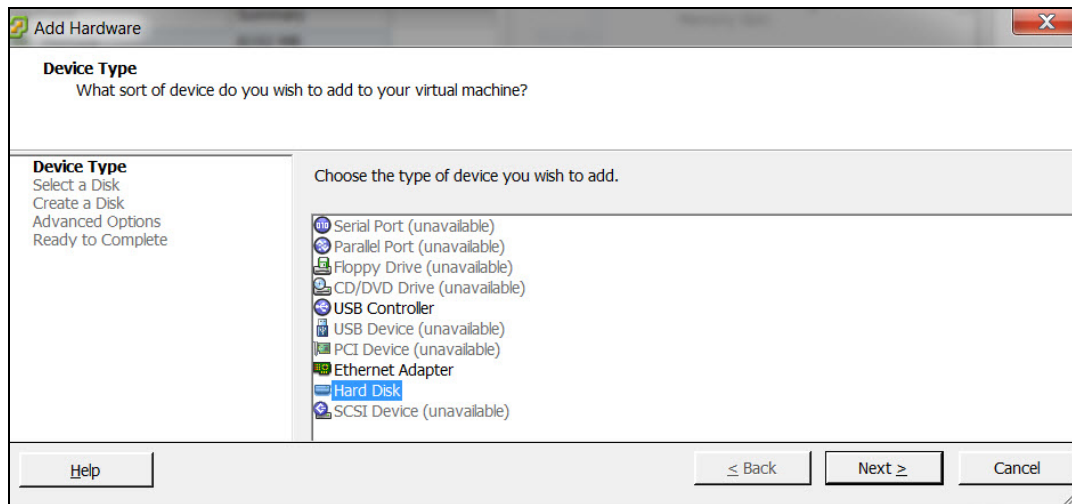 Add Hardware
Device Type
What sort of device do you wish to add to your virtual machine?
Device Type
Select a Disk
Create a Disk
Advanced Options
Ready to Complete
Choose the type of device you wish to add.
Serial Port (unavailable)
Parallel Port (unavailable)
Floppy Drive (unavailable)
CD/DVD Drive (unavailable)
USB Controller
USB Device (unavailable)
PCI Device (unavailable)
Ethernet Adapter
Hard Disk
SCSI Device (unavailable)
Help
< Back
Next >
Cancel